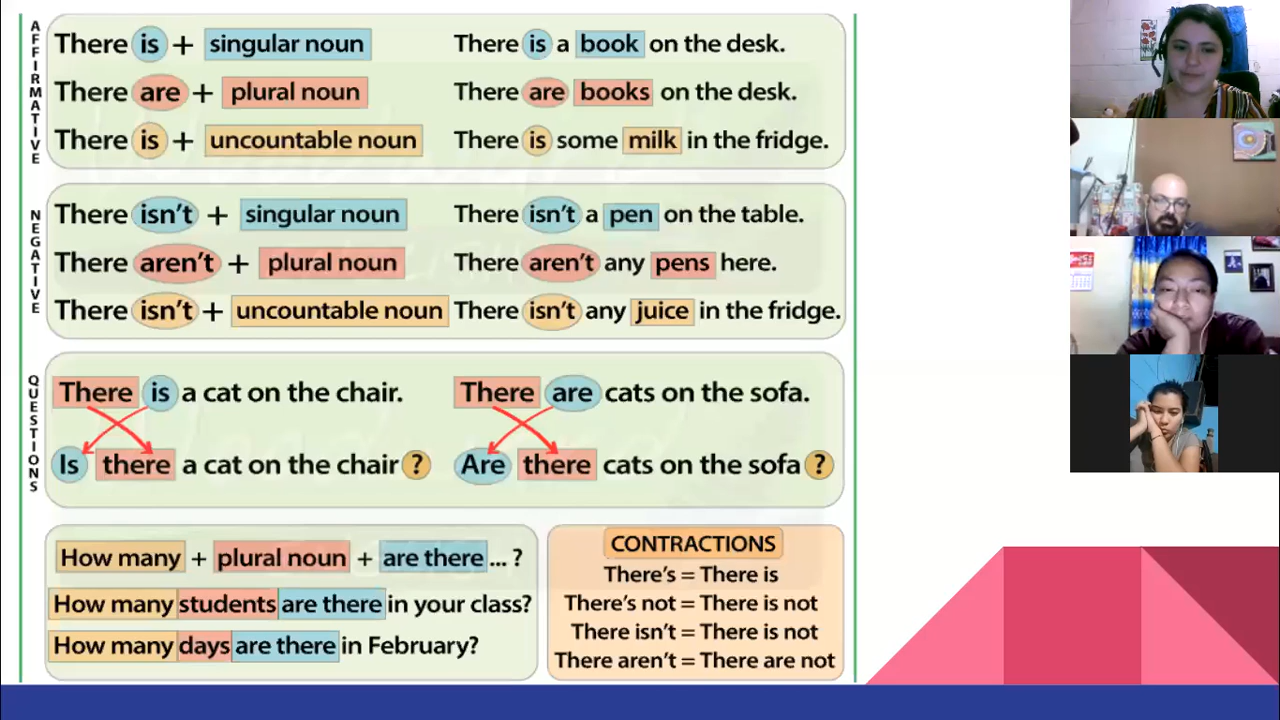 AFFIRMATIVE
There is + singular noun There is a book on the desk.
There are + plural noun There are books on the desk.
There is + uncountable noun There is some milk in the fridge.
NEGATIVE
There isn't + singular noun There isn't a pen on the table.
There aren't + plural noun There aren't any pens here.
There isn't + uncountable noun There isn't any juice in the fridge.
QUESTIONS
There is a cat on the chair. There are cats on the sofa.
Is there a cat on the chair ? Are there cats on the sofa ?
How many + plural noun + are there ... ?
How many students are there in your class?
How many days are there in February?
CONTRACTIONS
There's = There is
There's not = There is not
There isn't = There is not
There aren't = There are not